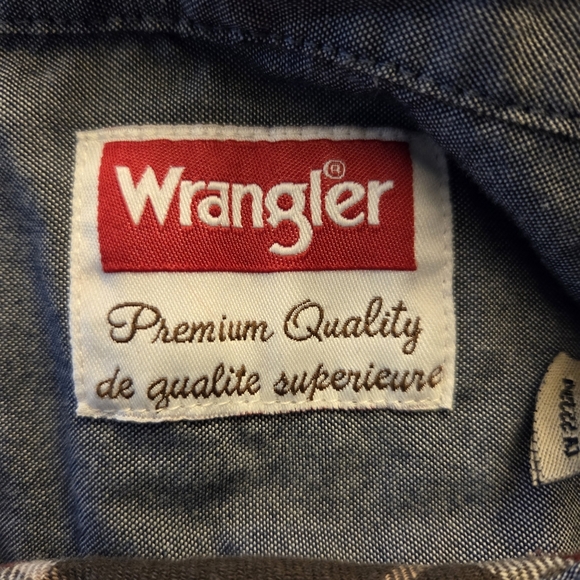 Wrangler®
Premium Quality
de qualite superieure